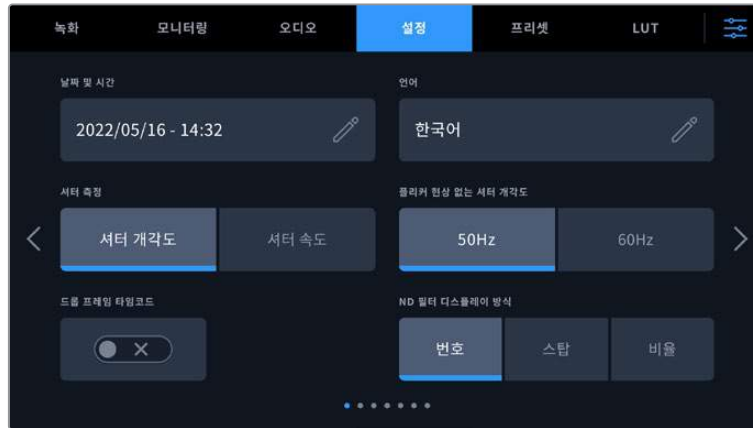 녹화 모니터링 오디오 설정 프리셋 LUT
날짜 및 시간 언어
2022/05/16 - 14:32 한국어
셔터 측정 플리커 현상 없는 셔터 개각도
셔터 개각도 셔터 속도 50Hz 60Hz
드롭 프레임 타임코드 ND 필터 디스플레이 방식
번호 스탑 비율